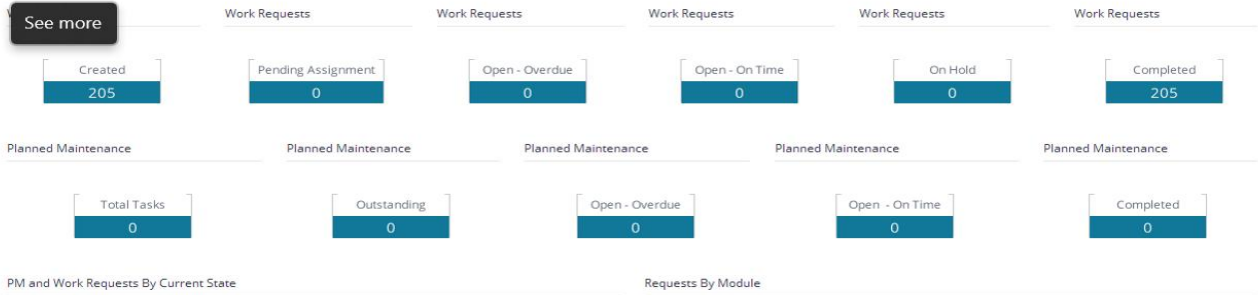 See more
Work Requests Work Requests Work Requests Work Requests Work Requests
Created Pending Assignment Open - Overdue Open - On Time On Hold Completed
205 0 0 0 0 205
Planned Maintenance Planned Maintenance Planned Maintenance Planned Maintenance Planned Maintenance
Total Tasks Outstanding Open - Overdue Open - On Time Completed
0 0 0 0 0
PM and Work Requests By Current State Requests By Module